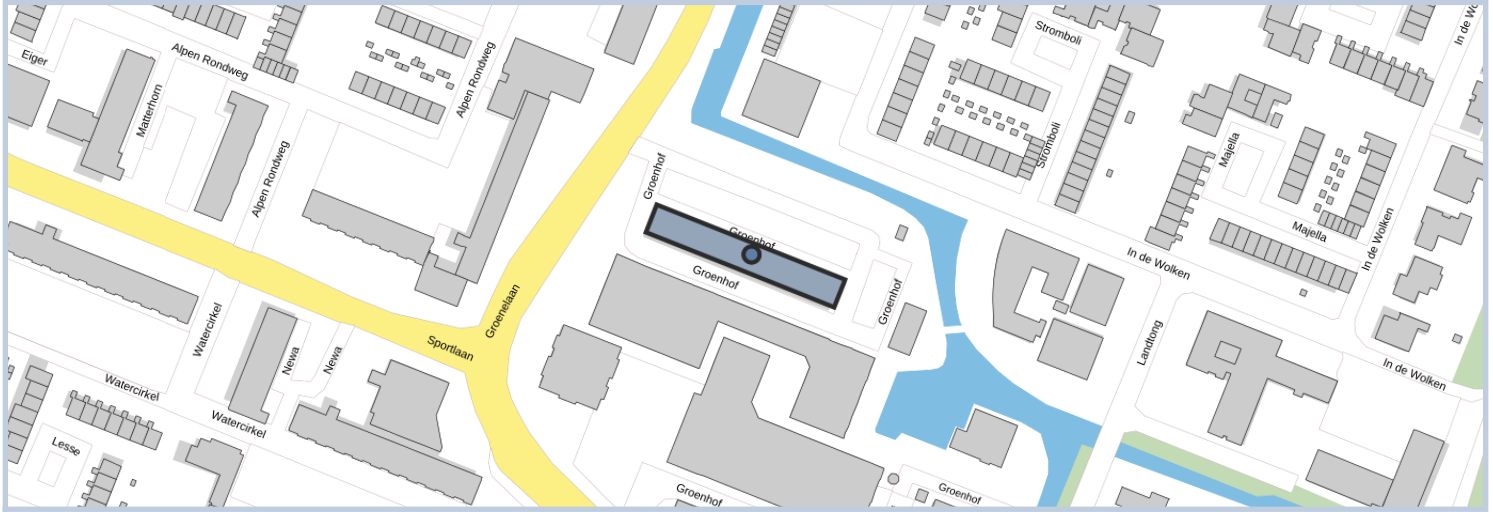 Eiger
Alpen Rondweg
Matterhorn
Alpen Rondweg
Alpen Rondweg
Stromboli
Stromboli
In de Wo
Majella
Majella
In de Wolken
In de Wolken
In de Wolken
Groenhof
Groenhof
Groenhof
Groenhof
Groenelaan
Sportlaan
Landtong
Watercirkel
Newa
Newa
Watercirkel
Watercirkel
Lesse
Groenhof
Groenhof